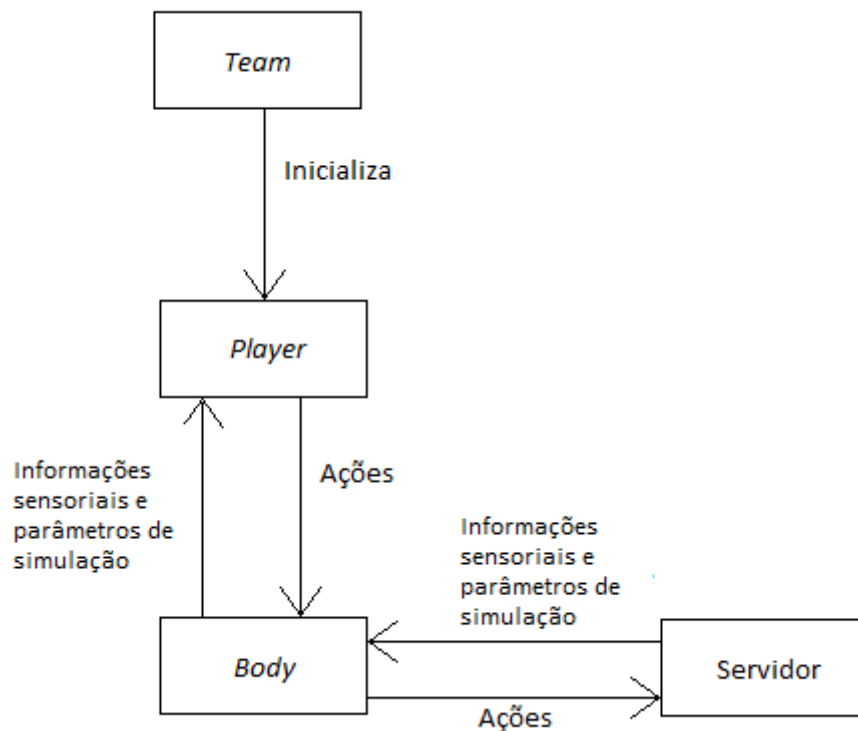 Team
Inicializa
Player
Informações
sensoriais e
parâmetros de
simulação
Ações
Informações
sensoriais e
parâmetros de
simulação
Body
Servidor
Ações